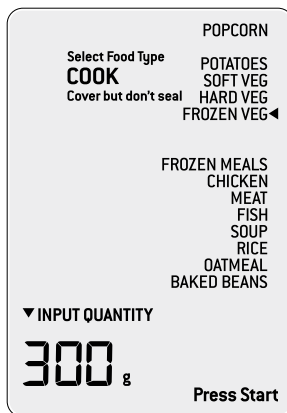 POPCORN
Select Food Type
COOK
Cover but don't seal
POTATOES
SOFT VEG
HARD VEG
FROZEN VEG◀
FROZEN MEALS
CHICKEN
MEAT
FISH
SOUP
RICE
OATMEAL
BAKED BEANS
▼INPUT QUANTITY
300 g
Press Start